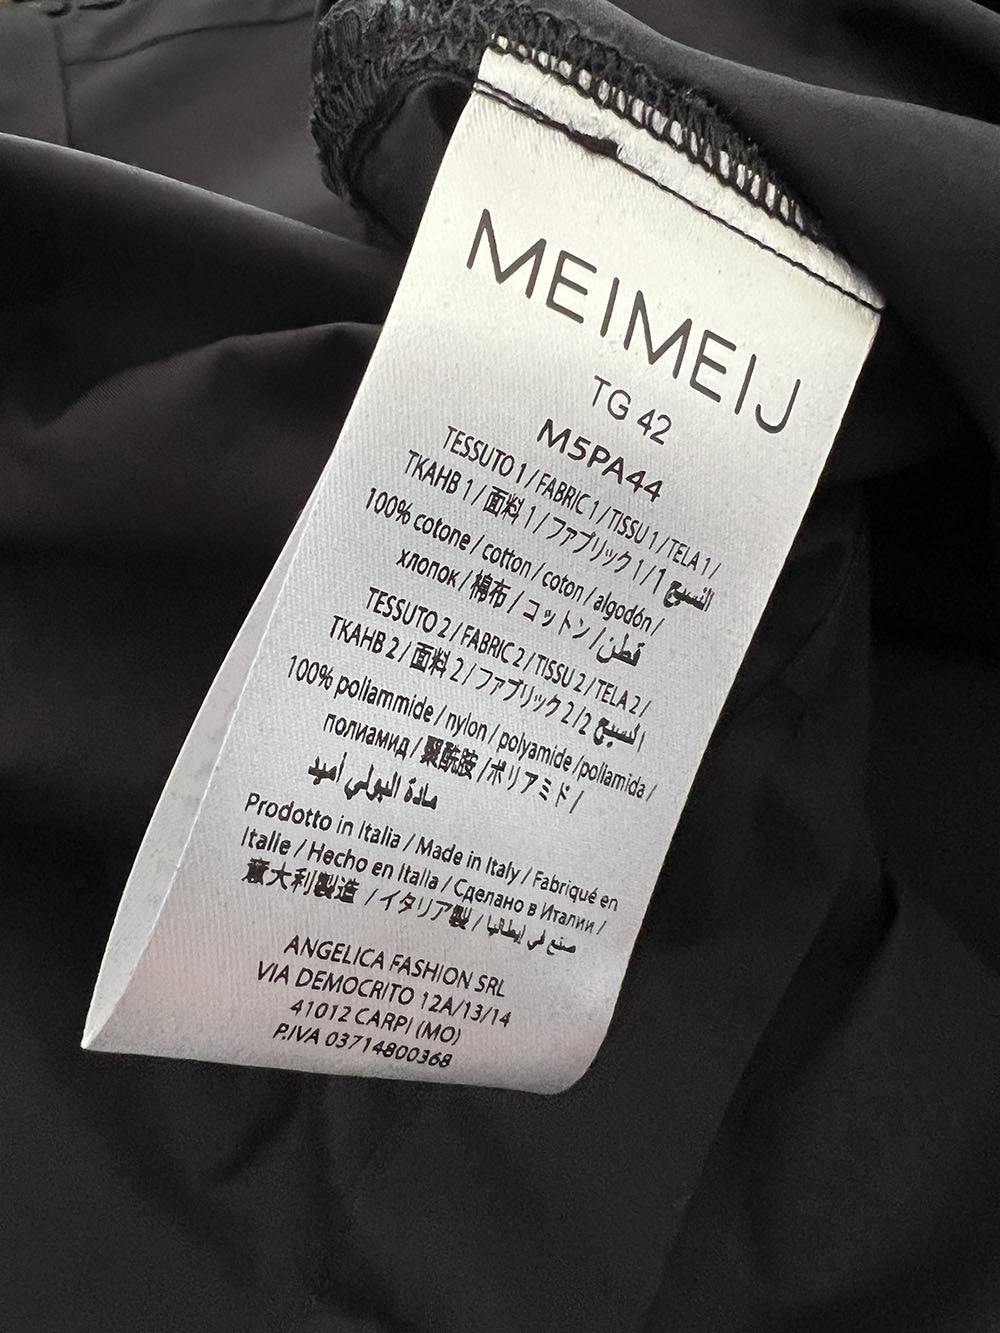 MEIMEIJ
TG 42
M5PA44
TESSUTO 1 / FABRIC 1 / TISSU 1 / TELA 1 /
ТКАНВ 1 / 面料 1 / ファブリック 1 / 1 النسيج
100% cotone / cotton / coton / algodón /
хлопок / 棉布 / コットン / قطن
TESSUTO 2 / FABRIC 2 / TISSU 2 / TELA 2 /
ТКАНВ 2 / 面料 2 / ファブリック 2 / 2 النسيج
100% poliammide / nylon / polyamide / poliamida /
полиамид / 聚酰胺 / ポリアミド /
مادة البولي أميد
Prodotto in Italia / Made in Italy / Fabriqué en
Italie / Hecho en Italia / Сделано в Италии /
意大利製造 / イタリア製 / صنع في إيطاليا
ANGELICA FASHION SRL
VIA DEMOCRITO 12A/13/14
41012 CARPI (MO)
P.IVA 03714800368